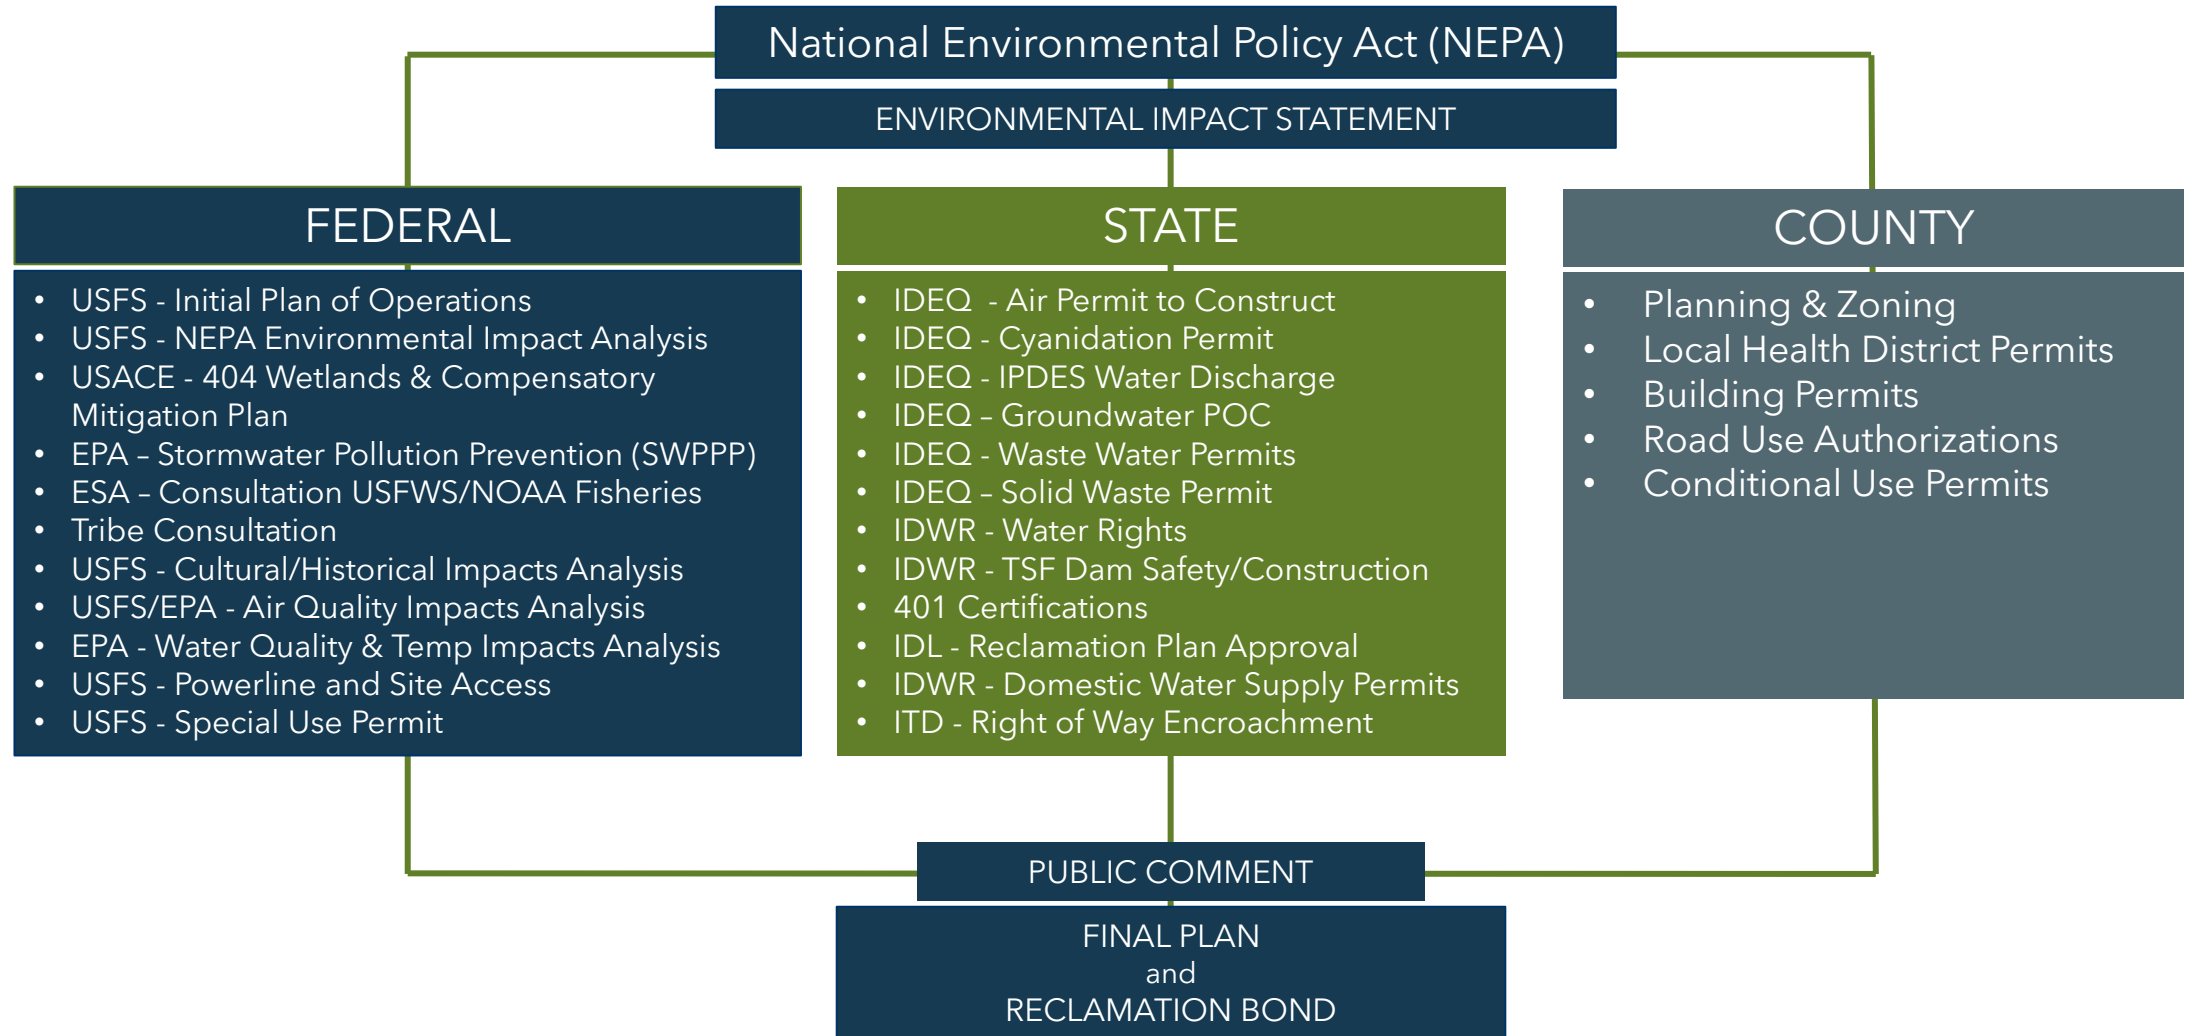 National Environmental Policy Act (NEPA)
ENVIRONMENTAL IMPACT STATEMENT
FEDERAL
• USFS - Initial Plan of Operations
• USFS - NEPA Environmental Impact Analysis
• USACE - 404 Wetlands & Compensatory
Mitigation Plan
• EPA – Stormwater Pollution Prevention (SWPPP)
• ESA – Consultation USFWS/NOAA Fisheries
• Tribe Consultation
• USFS - Cultural/Historical Impacts Analysis
• USFS/EPA - Air Quality Impacts Analysis
• EPA - Water Quality & Temp Impacts Analysis
• USFS - Powerline and Site Access
• USFS - Special Use Permit
STATE
• IDEQ - Air Permit to Construct
• IDEQ - Cyanidation Permit
• IDEQ - IPDES Water Discharge
• IDEQ – Groundwater POC
• IDEQ - Waste Water Permits
• IDEQ – Solid Waste Permit
• IDWR - Water Rights
• IDWR - TSF Dam Safety/Construction
• 401 Certifications
• IDL - Reclamation Plan Approval
• IDWR - Domestic Water Supply Permits
• ITD - Right of Way Encroachment
COUNTY
• Planning & Zoning
• Local Health District Permits
• Building Permits
• Road Use Authorizations
• Conditional Use Permits
PUBLIC COMMENT
FINAL PLAN
and
RECLAMATION BOND